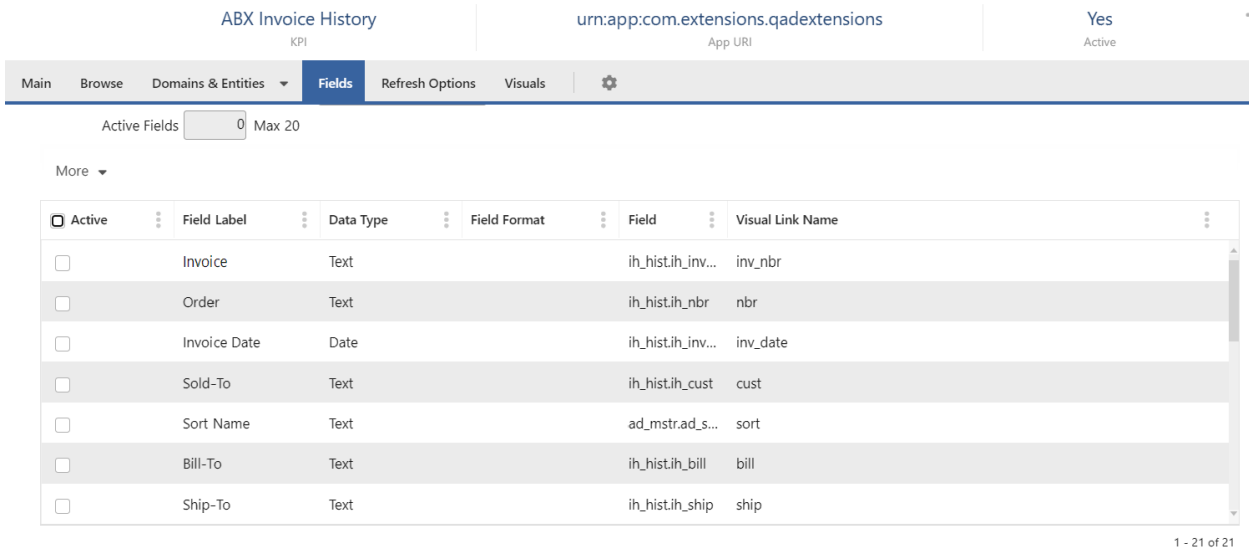 ABX Invoice History urn:app:com.extensions.qadextensions Yes
KPI App URI Active
Main Browse Domains & Entities Fields Refresh Options Visuals
Active Fields 0 Max 20
More
Active Field Label Data Type Field Format Field Visual Link Name
Invoice Text ih_hist.ih_inv... inv_nbr
Order Text ih_hist.ih_nbr nbr
Invoice Date Date ih_hist.ih_inv... inv_date
Sold-To Text ih_hist.ih_cust cust
Sort Name Text ad_mstr.ad_s... sort
Bill-To Text ih_hist.ih_bill bill
Ship-To Text ih_hist.ih_ship ship
1 - 21 of 21